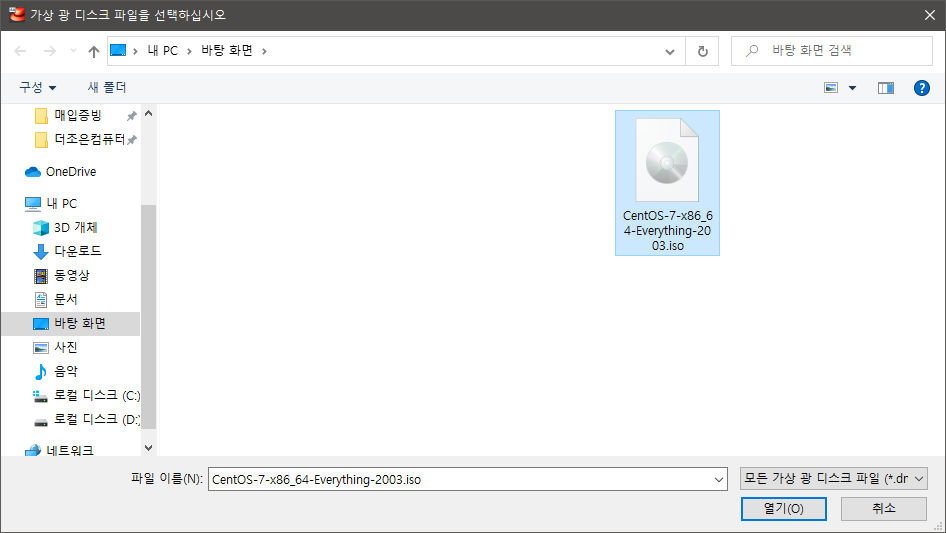 가상 광 디스크 파일을 선택하십시오
내 PC > 바탕 화면 >
바탕 화면 검색
구성
새 폴더
매입증빙
더조은컴퓨터
OneDrive
내 PC
3D 개체
다운로드
동영상
문서
바탕 화면
사진
음악
로컬 디스크 (C:)
로컬 디스크 (D:)
네트워크
CentOS-7-x86_6
4-Everything-20
03.iso
파일 이름(N):
CentOS-7-x86_64-Everything-2003.iso
모든 가상 광 디스크 파일 (*.dr
열기(O)
취소